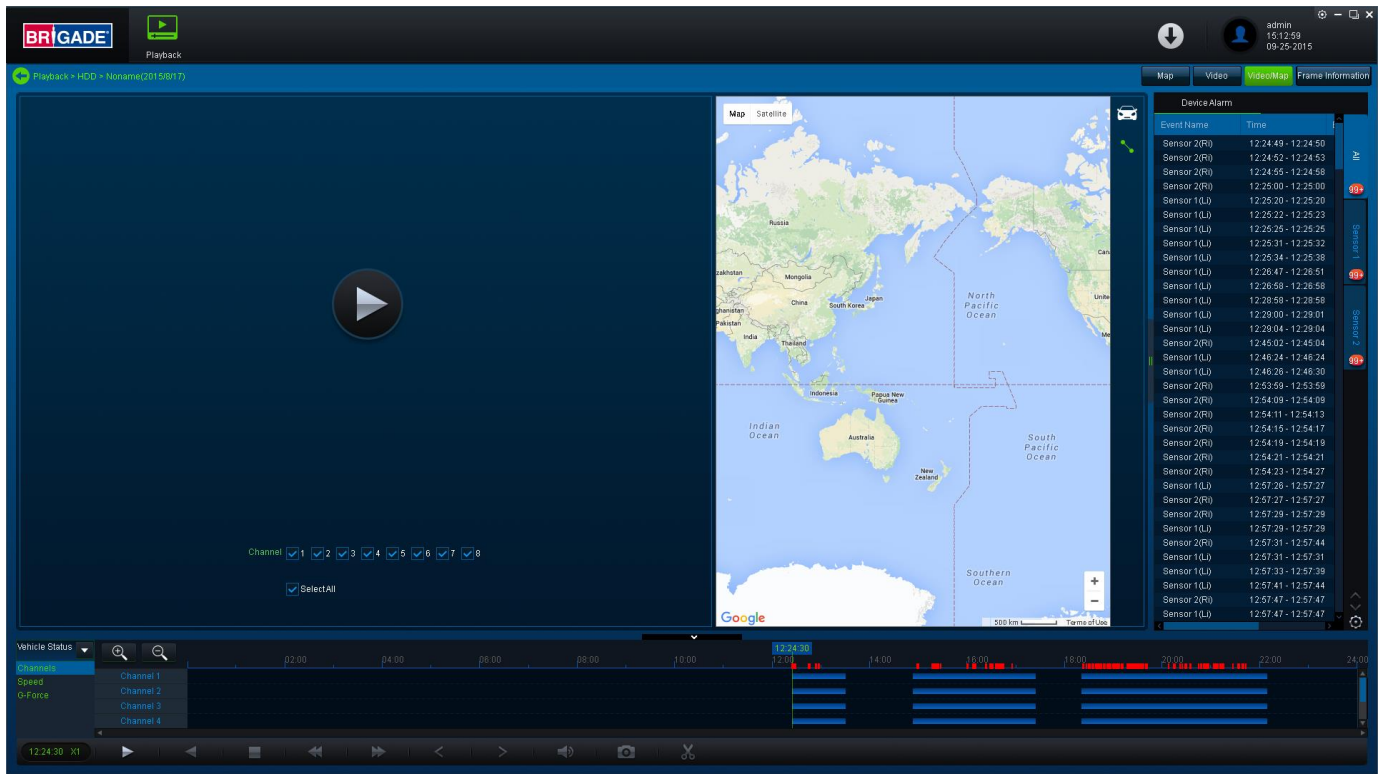 BRIGADE
Playback
admin
15:12:59
09-25-2015
Playback > HDD > Noname(2015/8/17)
Map Video Video/Map Frame Information
Map Satellite
Russia
Mongolia
China
South Korea
Japan
Pakistan
India
Thailand
North
Pacific
Ocean
Indonesia
Papua New
Guinea
Indian
Ocean
Australia
South
Pacific
Ocean
New
Zealand
Southern
Ocean
+
−
Google
500 km
Terms of Use
Channel 1 2 3 4 5 6 7 8
SelectAll
Device Alarm
Event Name Time
Sensor 2(Ri) 12:24:49 - 12:24:50
Sensor 2(Ri) 12:24:52 - 12:24:53
Sensor 2(Ri) 12:24:55 - 12:24:58
Sensor 2(Ri) 12:25:00 - 12:25:00
Sensor 1(Li) 12:25:20 - 12:25:20
Sensor 1(Li) 12:25:22 - 12:25:23
Sensor 1(Li) 12:25:25 - 12:25:25
Sensor 1(Li) 12:25:31 - 12:25:32
Sensor 1(Li) 12:25:34 - 12:25:38
Sensor 1(Li) 12:26:47 - 12:26:51
Sensor 1(Li) 12:26:58 - 12:26:58
Sensor 1(Li) 12:28:58 - 12:28:58
Sensor 1(Li) 12:29:00 - 12:29:01
Sensor 1(Li) 12:29:04 - 12:29:04
Sensor 2(Ri) 12:45:02 - 12:45:04
Sensor 1(Li) 12:46:24 - 12:46:24
Sensor 1(Li) 12:46:26 - 12:46:30
Sensor 2(Ri) 12:53:59 - 12:53:59
Sensor 2(Ri) 12:54:09 - 12:54:09
Sensor 2(Ri) 12:54:11 - 12:54:13
Sensor 2(Ri) 12:54:15 - 12:54:17
Sensor 2(Ri) 12:54:19 - 12:54:19
Sensor 2(Ri) 12:54:21 - 12:54:21
Sensor 2(Ri) 12:54:23 - 12:54:27
Sensor 1(Li) 12:57:26 - 12:57:27
Sensor 2(Ri) 12:57:27 - 12:57:27
Sensor 2(Ri) 12:57:29 - 12:57:29
Sensor 1(Li) 12:57:29 - 12:57:29
Sensor 2(Ri) 12:57:31 - 12:57:44
Sensor 1(Li) 12:57:31 - 12:57:31
Sensor 1(Li) 12:57:33 - 12:57:39
Sensor 1(Li) 12:57:41 - 12:57:44
Sensor 2(Ri) 12:57:47 - 12:57:47
Sensor 1(Li) 12:57:47 - 12:57:47
All
99+
Sensor 1
99+
Sensor 2
99+
Vehicle Status
Channels
Speed
G-Force
12:24:30
02:00 04:00 06:00 08:00 10:00 12:00 14:00 16:00 18:00 20:00 22:00 24:00
Channel 1
Channel 2
Channel 3
Channel 4
12:24:30 X1